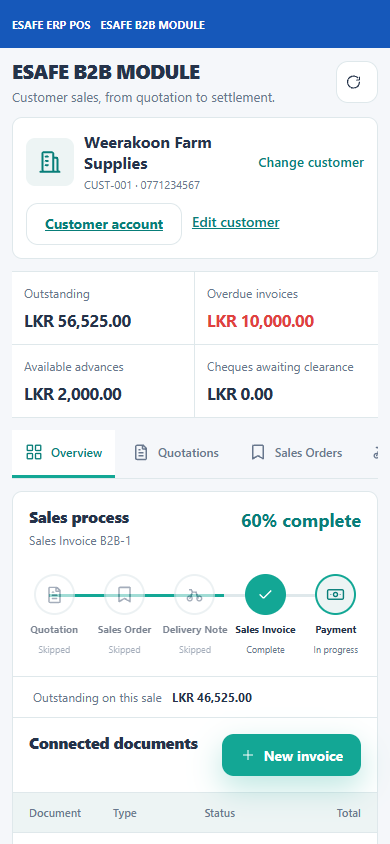 ESAFE ERP POS ESAFE B2B MODULE
ESAFE B2B MODULE
Customer sales, from quotation to settlement.
Weerakoon Farm
Supplies
CUST-001 · 0771234567
Change customer
Customer account Edit customer
Outstanding Overdue invoices
LKR 56,525.00 LKR 10,000.00
Available advances Cheques awaiting clearance
LKR 2,000.00 LKR 0.00
Overview Quotations Sales Orders
Sales process 60% complete
Sales Invoice B2B-1
Quotation Sales Order Delivery Note Sales Invoice Payment
Skipped Skipped Skipped Complete In progress
Outstanding on this sale LKR 46,525.00
Connected documents + New invoice
Document Type Status Total